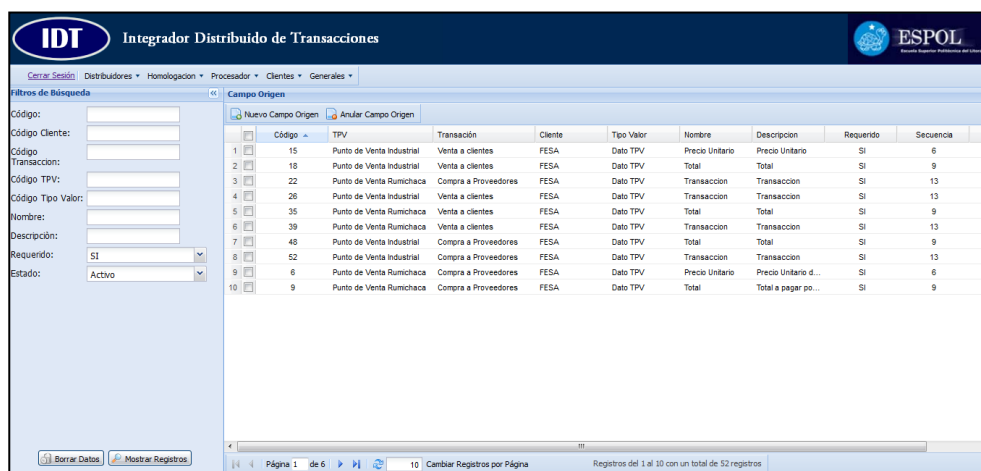 IDT Integrador Distribuido de Transacciones ESPOL
Cerrar Sesión Distribuidores Homologacion Procesador Clientes Generales
Filtros de Búsqueda
Código:
Código Cliente:
Código Transaccion:
Código TPV:
Código Tipo Valor:
Nombre:
Descripción:
Requerido: SI
Estado: Activo
Borrar Datos Mostrar Registros
Campo Origen
Nuevo Campo Origen Anular Campo Origen
Código TPV Transación Cliente Tipo Valor Nombre Descripcion Requerido Secuencia
1 15 Punto de Venta Industrial Venta a clientes FESA Dato TPV Precio Unitario Precio Unitario SI 6
2 18 Punto de Venta Industrial Venta a clientes FESA Dato TPV Total Total SI 9
3 22 Punto de Venta Rumichaca Compra a Proveedores FESA Dato TPV Transaccion Transaccion SI 13
4 26 Punto de Venta Industrial Venta a clientes FESA Dato TPV Transaccion Transaccion SI 13
5 35 Punto de Venta Rumichaca Venta a clientes FESA Dato TPV Total Total SI 9
6 39 Punto de Venta Rumichaca Venta a clientes FESA Dato TPV Transaccion Transaccion SI 13
7 48 Punto de Venta Industrial Compra a Proveedores FESA Dato TPV Total Total SI 9
8 52 Punto de Venta Industrial Compra a Proveedores FESA Dato TPV Transaccion Transaccion SI 13
9 6 Punto de Venta Rumichaca Compra a Proveedores FESA Dato TPV Precio Unitario Precio Unitario d... SI 6
10 9 Punto de Venta Rumichaca Compra a Proveedores FESA Dato TPV Total Total a pagar po... SI 9
Página 1 de 6 10 Cambiar Registros por Página Registros del 1 al 10 con un total de 52 registros